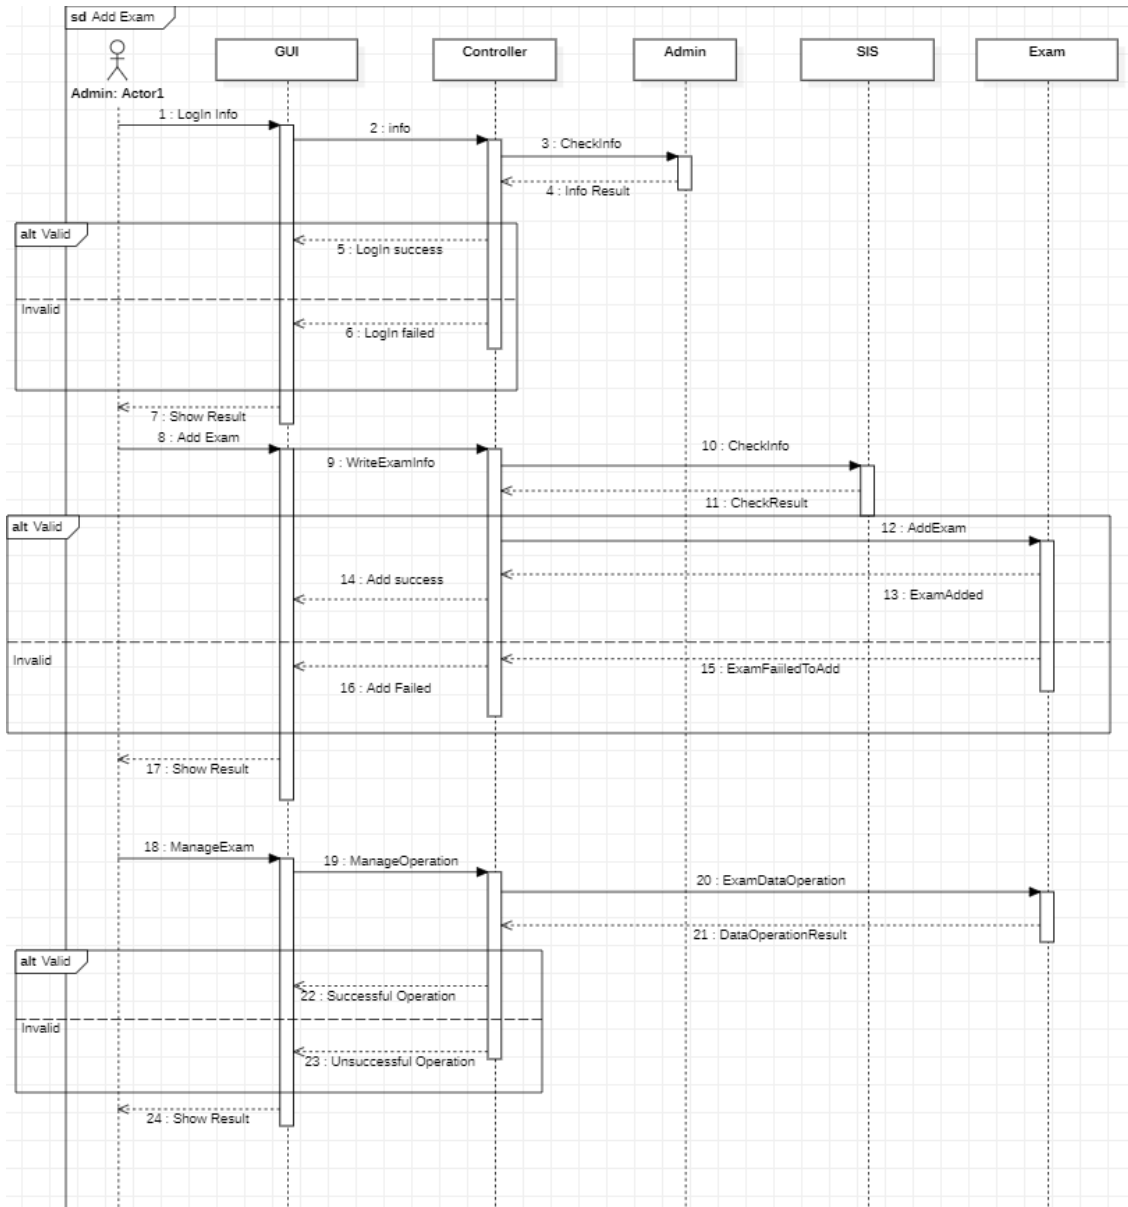 sd Add Exam
GUI
Controller
Admin
SIS
Exam
Admin: Actor1
1 : LogIn Info
2 : info
3 : CheckInfo
4 : Info Result
alt Valid
5 : LogIn success
Invalid
6 : LogIn failed
7 : Show Result
8 : Add Exam
9 : WriteExamInfo
10 : CheckInfo
11 : CheckResult
alt Valid
12 : AddExam
14 : Add success
13 : ExamAdded
Invalid
15 : ExamFaiiledToAdd
16 : Add Failed
17 : Show Result
18 : ManageExam
19 : ManageOperation
20 : ExamDataOperation
21 : DataOperationResult
alt Valid
22 : Successful Operation
Invalid
23 : Unsuccessful Operation
24 : Show Result